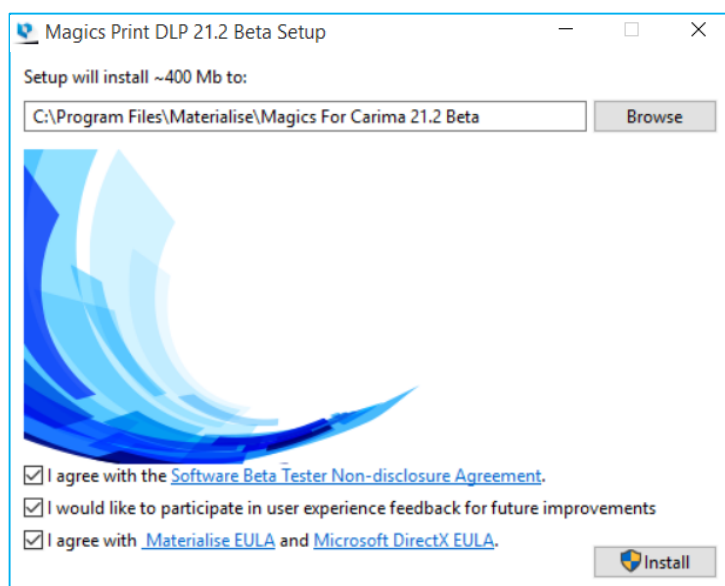 Magics Print DLP 21.2 Beta Setup
Setup will install ~400 Mb to:
C:\Program Files\Materialise\Magics For Carima 21.2 Beta
Browse
I agree with the Software Beta Tester Non-disclosure Agreement.
I would like to participate in user experience feedback for future improvements
I agree with  Materialise EULA and Microsoft DirectX EULA.
Install